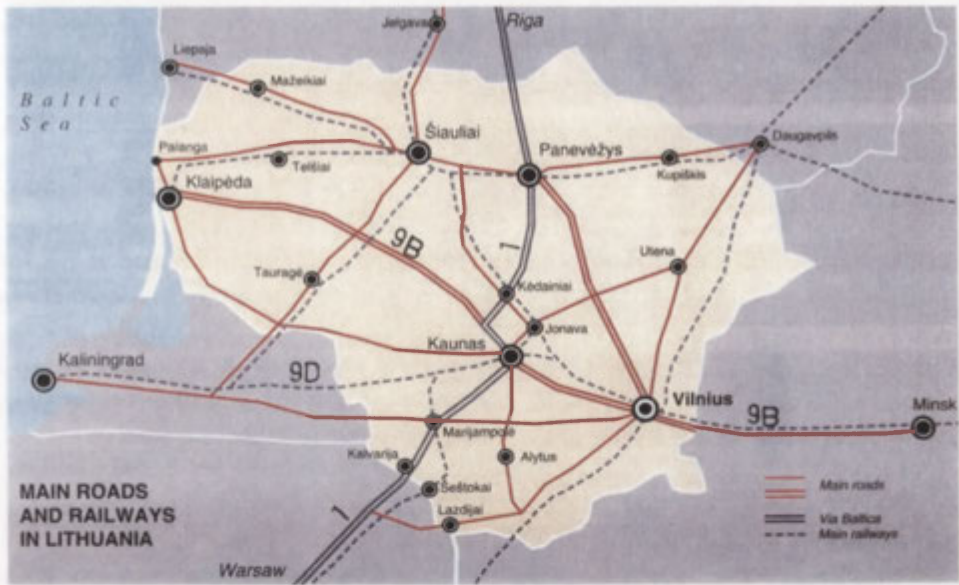 Jelgava
Riga
Liepaja
Mažeikiai
Baltic
Sea
Šiauliai
Palanga
Telšiai
Panevėžys
Daugavpils
Kupiškis
Klaipėda
9B
1
Utena
Tauragė
Kėdainiai
Jonava
Kaunas
Kaliningrad
9D
Vilnius
9B
Minsk
Marijampolė
Kalvarija
Alytus
Šeštokai
Lazdijai
1
Warsaw
MAIN ROADS
AND RAILWAYS
IN LITHUANIA
Main roads
Via Baltica
Main railways